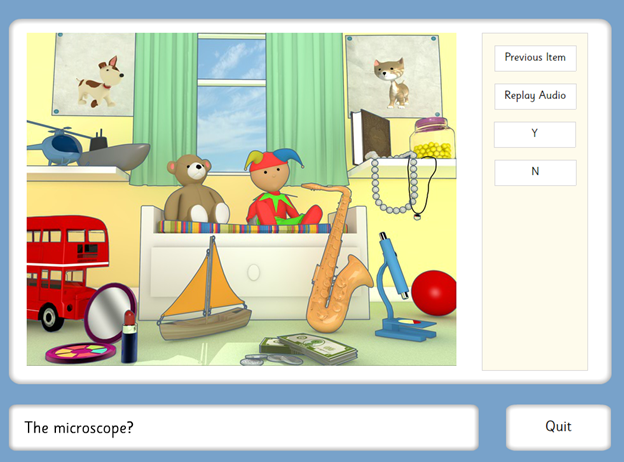 Previous Item
Replay Audio
Y
N
The microscope?
Quit